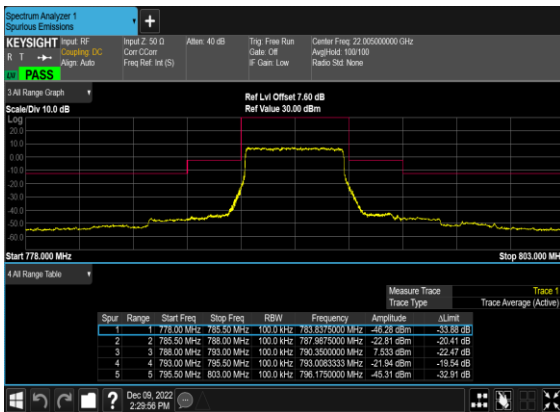 Spectrum Analyzer 1
Spurious Emissions
KEYSIGHT Input: RF Input Z: 50 Ω Atten: 40 dB Trig: Free Run Center Freq: 22.005000000 GHz
R T Coupling: DC Corr CCorr Gate: Off Avg|Hold: 100/100
Align: Auto Freq Ref: Int (S) IF Gain: Low Radio Std: None
PASS
3 All Range Graph
Ref Lvl Offset 7.60 dB
Scale/Div 10.0 dB Ref Value 30.00 dBm
Log
20.0
10.0
0.00
-10.0
-20.0
-30.0
-40.0
-50.0
-60.0
Start 778.000 MHz Stop 803.000 MH
4 All Range Table
Measure Trace Trace 1
Trace Type Trace Average (Active)
Spur Range Start Freq Stop Freq RBW Frequency Amplitude ΔLimit
1 1 778.00 MHz 785.50 MHz 100.0 kHz 783.8375000 MHz -46.28 dBm -33.88 dB
2 2 785.50 MHz 788.00 MHz 100.0 kHz 787.9875000 MHz -22.81 dBm -20.41 dB
3 3 788.00 MHz 793.00 MHz 100.0 kHz 790.3500000 MHz 7.533 dBm -22.47 dB
4 4 793.00 MHz 795.50 MHz 100.0 kHz 793.0083333 MHz -21.94 dBm -19.54 dB
5 5 795.50 MHz 803.00 MHz 100.0 kHz 796.1750000 MHz -45.31 dBm -32.91 dB
Dec 09, 2022
2:29:56 PM